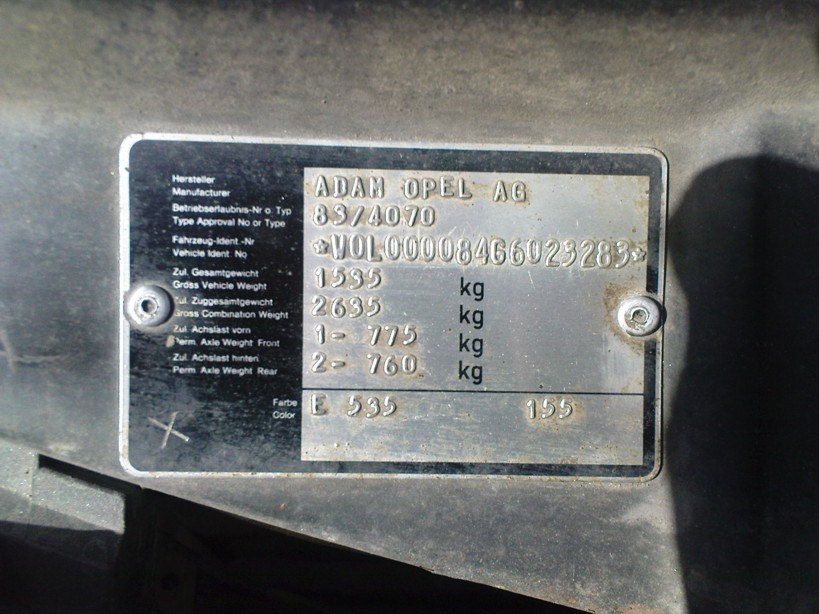 Hersteller
Manufacturer
ADAM OPEL AG
Betriebserlaubnis-Nr o. Typ
Type Approval No or Type
83/4070
Fahrzeug-Ident.-Nr
Vehicle Ident. No
*W0L000084G6023283*
Zul. Gesamtgewicht
Gross Vehicle Weight
1535 kg
Zul. Zuggesamtgewicht
Gross Combination Weight
2635 kg
Zul. Achslast vorn
Perm. Axle Weight Front
1- 775 kg
Zul. Achslast hinten
Perm. Axle Weight Rear
2- 760 kg
Farbe
Color
E 535 155